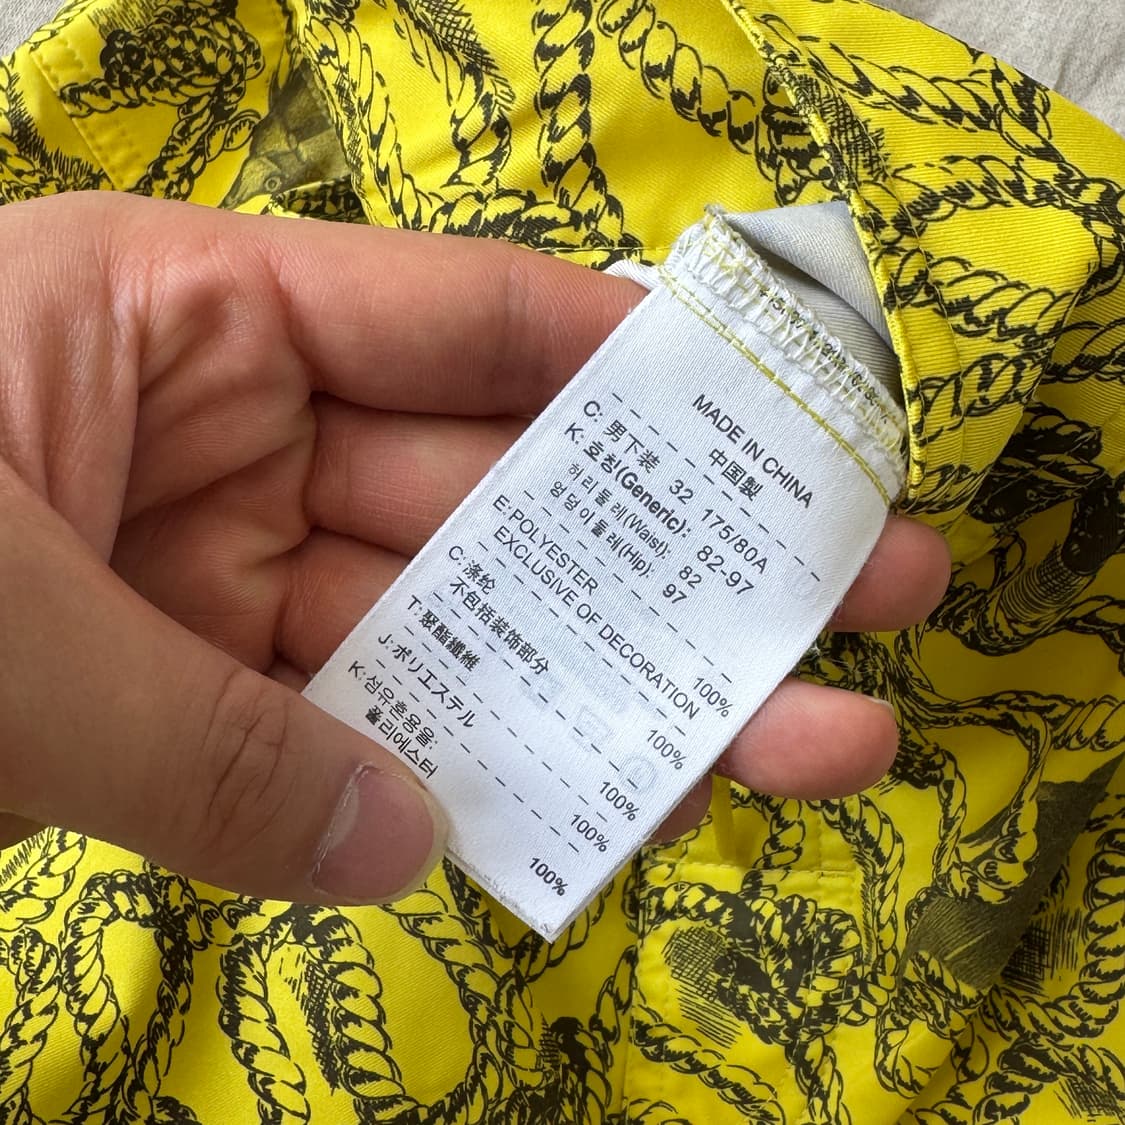 MADE IN CHINA
中国製
C: 男下装 32 175/80A
K: 호칭(Generic): 82-97
허리둘레(Waist): 82
엉덩이둘레(Hip): 97
E:POLYESTER 100%
EXCLUSIVE OF DECORATION
C:涤纶 100%
不包括装饰部分
T:聚酯纖維 100%
J:ポリエステル 100%
K:섬유혼용율:
폴리에스터 100%